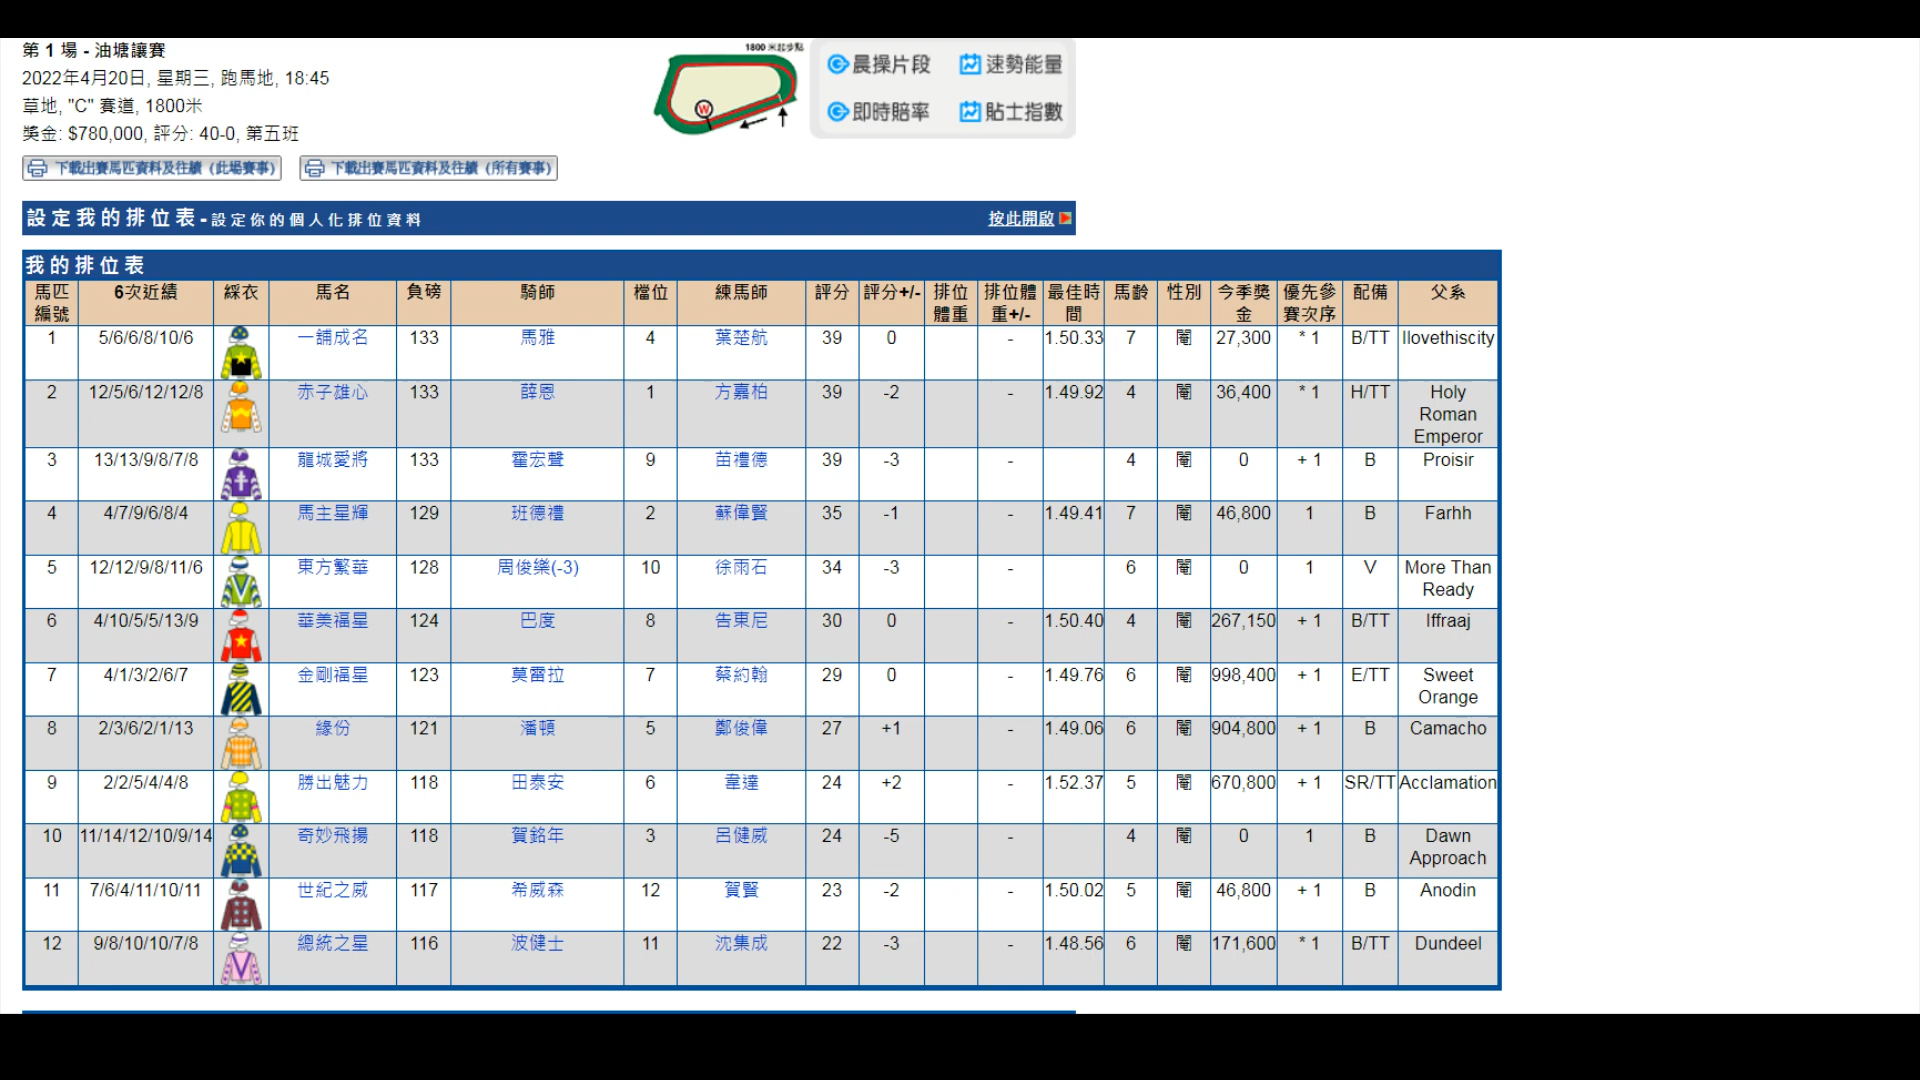 第 1 場 - 油塘讓賽
2022年4月20日, 星期三, 跑馬地, 18:45
草地, "C" 賽道, 1800米
獎金: $780,000, 評分: 40-0, 第五班
1800 米起步點
W
晨操片段 速勢能量
即時賠率 貼士指數
下載出賽馬匹資料及往績 (此場賽事) 下載出賽馬匹資料及往績 (所有賽事)
設定我的排位表 - 設定你的個人化排位資料 按此開啟
我的排位表
馬匹編號 6次近績 綵衣 馬名 負磅 騎師 檔位 練馬師 評分 評分+/- 排位體重 排位體重+/- 最佳時間 馬齡 性別 今季獎金 優先參賽次序 配備 父系
1 5/6/6/8/10/6 一舖成名 133 馬雅 4 葉楚航 39 0 - 1.50.33 7 閹 27,300 * 1 B/TT Ilovethiscity
2 12/5/6/12/12/8 赤子雄心 133 薛恩 1 方嘉柏 39 -2 - 1.49.92 4 閹 36,400 * 1 H/TT Holy Roman Emperor
3 13/13/9/8/7/8 龍城愛將 133 霍宏聲 9 苗禮德 39 -3 - 4 閹 0 + 1 B Proisir
4 4/7/9/6/8/4 馬主星輝 129 班德禮 2 蘇偉賢 35 -1 - 1.49.41 7 閹 46,800 1 B Farhh
5 12/12/9/8/11/6 東方繁華 128 周俊樂(-3) 10 徐雨石 34 -3 - 6 閹 0 1 V More Than Ready
6 4/10/5/5/13/9 華美福星 124 巴度 8 告東尼 30 0 - 1.50.40 4 閹 267,150 + 1 B/TT Iffraaj
7 4/1/3/2/6/7 金剛福星 123 莫雷拉 7 蔡約翰 29 0 - 1.49.76 6 閹 998,400 + 1 E/TT Sweet Orange
8 2/3/6/2/1/13 緣份 121 潘頓 5 鄭俊偉 27 +1 - 1.49.06 6 閹 904,800 + 1 B Camacho
9 2/2/5/4/4/8 勝出魅力 118 田泰安 6 韋達 24 +2 - 1.52.37 5 閹 670,800 + 1 SR/TT Acclamation
10 11/14/12/10/9/14 奇妙飛揚 118 賀銘年 3 呂健威 24 -5 - 4 閹 0 1 B Dawn Approach
11 7/6/4/11/10/11 世紀之威 117 希威森 12 賀賢 23 -2 - 1.50.02 5 閹 46,800 + 1 B Anodin
12 9/8/10/10/7/8 總統之星 116 波健士 11 沈集成 22 -3 - 1.48.56 6 閹 171,600 * 1 B/TT Dundeel